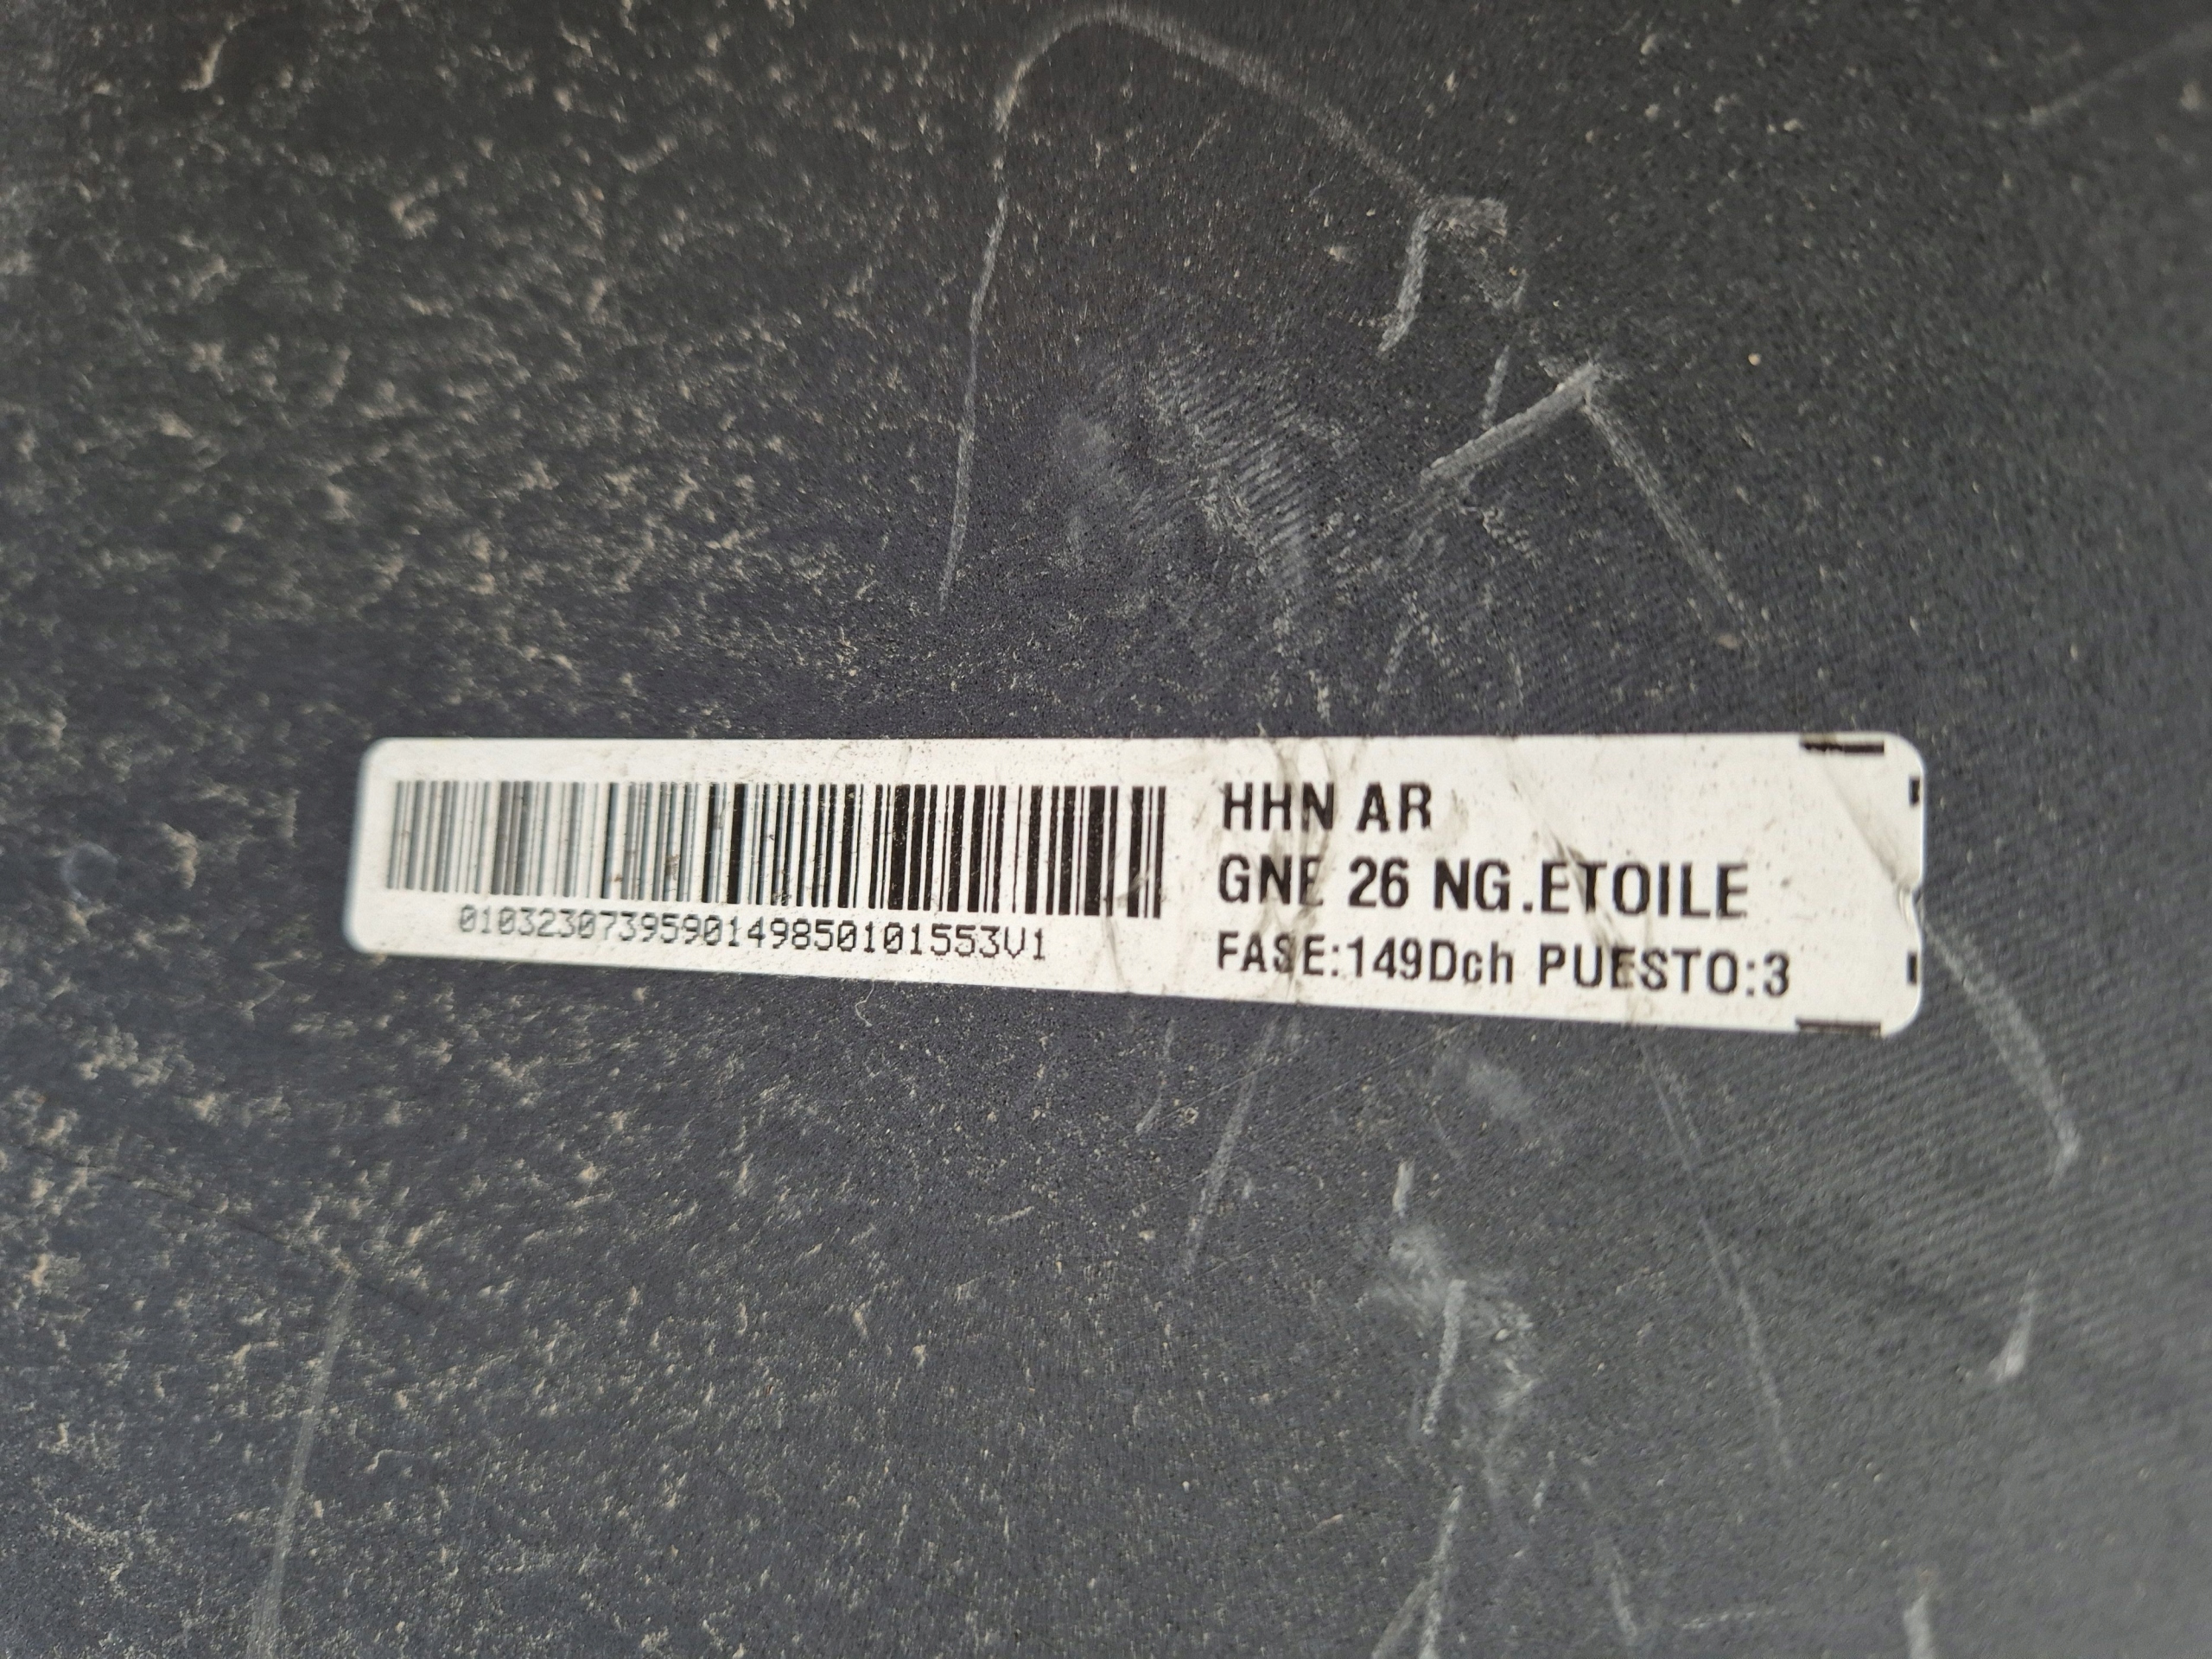 HHN AR
GNE 26 NG.ETOILE
FASE:149Dch PUESTO:3
0103230739590149850101553V1